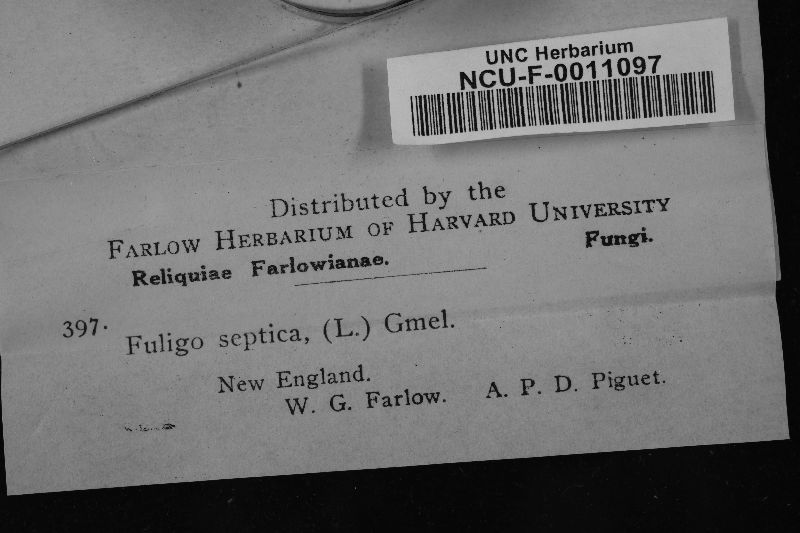 UNC Herbarium
NCU-F-0011097
Distributed by the
FARLOW HERBARIUM OF HARVARD UNIVERSITY
Reliquiae Farlowianae. Fungi.
397. Fuligo septica, (L.) Gmel.
New England.
W. G. Farlow. A. P. D. Piguet.